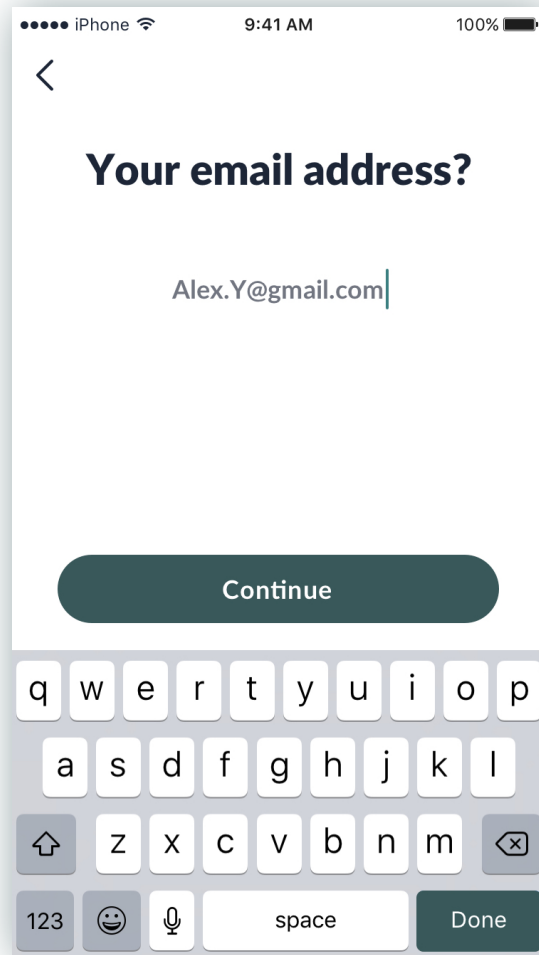 iPhone 9:41 AM 100%
Your email address?
Alex.Y@gmail.com
Continue
q w e r t y u i o p
a s d f g h j k l
z x c v b n m
123 space Done